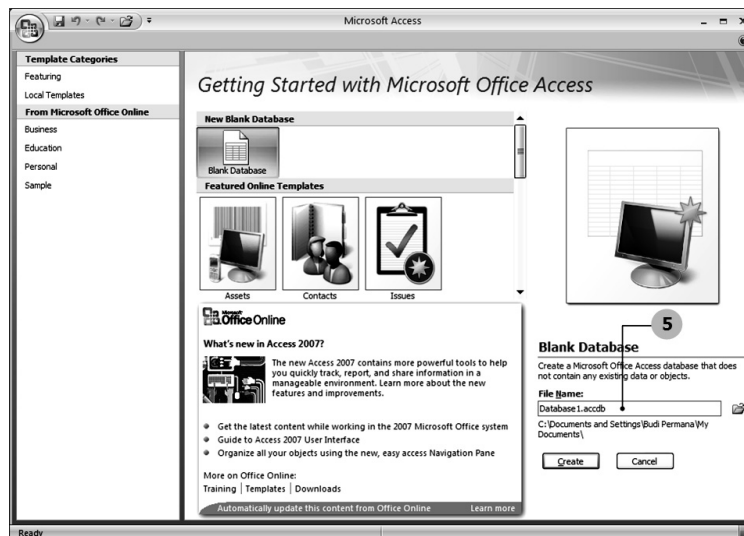 Microsoft Access
Template Categories
Featuring
Local Templates
From Microsoft Office Online
Business
Education
Personal
Sample
Getting Started with Microsoft Office Access
New Blank Database
Blank Database
Featured Online Templates
Assets
Contacts
Issues
Microsoft
Office Online
What's new in Access 2007?
The new Access 2007 contains more powerful tools to help
you quickly track, report, and share information in a
manageable environment. Learn more about the new
features and improvements.
Get the latest content while working in the 2007 Microsoft Office system
Guide to Access 2007 User Interface
Organize all your objects using the new, easy access Navigation Pane
More on Office Online:
Training | Templates | Downloads
Automatically update this content from Office Online Learn more
5
Blank Database
Create a Microsoft Office Access database that does
not contain any existing data or objects.
File Name:
Database1.accdb
C:\Documents and Settings\Budi Permana\My
Documents\
Create Cancel
Ready